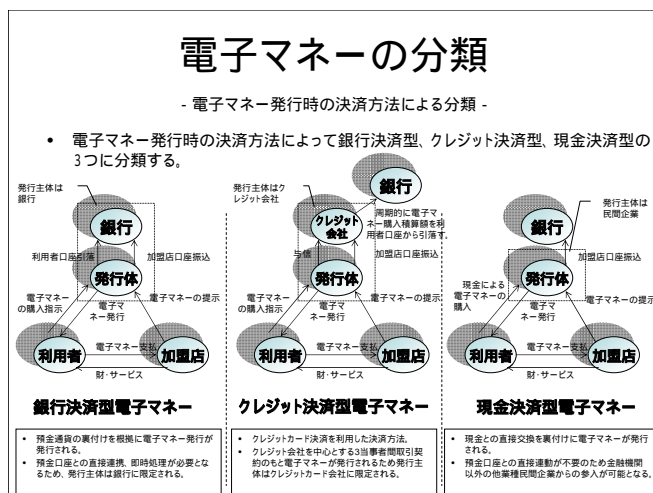 電子マネーの分類
- 電子マネー発行時の決済方法による分類 -
• 電子マネー発行時の決済方法によって銀行決済型、クレジット決済型、現金決済型の
3つに分類する。
発行主体は
銀行
銀行
利用者口座引落
加盟店口座振込
発行体
電子マネー
の購入指示
電子マ
ネー発行
電子マネーの提示
利用者
電子マネー支払
加盟店
財・サービス
銀行決済型電子マネー
• 預金通貨の裏付けを根拠に電子マネー発行が
発行される。
• 預金口座との直接連携、即時処理が必要とな
るため、発行主体は銀行に限定される。
発行主体はク
レジット会社
銀行
クレジット
会社
周期的に電子マ
ネー購入積算額を利
用者口座から引落す。
与信
加盟店口座振込
発行体
電子マネー
の購入指示
電子マ
ネー発行
電子マネーの提示
利用者
電子マネー支払
加盟店
財・サービス
クレジット決済型電子マネー
• クレジットカード決済を利用した決済方法。
• クレジット会社を中心とする3当事者間取引契
約のもと電子マネーが発行されるため発行主
体はクレジットカード会社に限定される。
発行主体は
民間企業
銀行
加盟店口座振込
発行体
現金による
電子マネーの
購入
電子マ
ネー発行
電子マネーの提示
利用者
電子マネー支払
加盟店
財・サービス
現金決済型電子マネー
• 現金との直接交換を裏付けに電子マネーが発行
される。
• 預金口座との直接連動が不要のため金融機関
以外の他業種民間企業からの参入が可能となる。